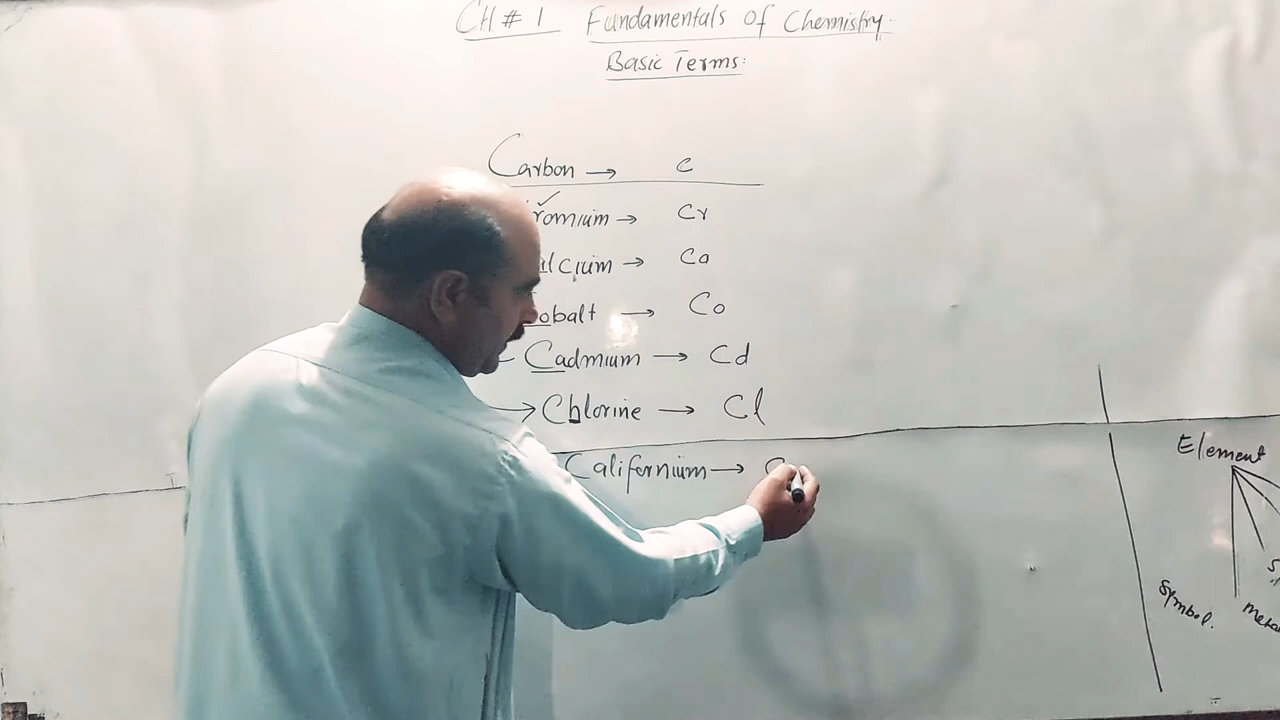 CH # 1 Fundamentals of Chemistry.
Basic Terms:
Carbon → C
romium → Cr
alcium → Ca
obalt → Co
Cadmium → Cd
→ Chlorine → Cl
Californium → C
Element
Symbol.